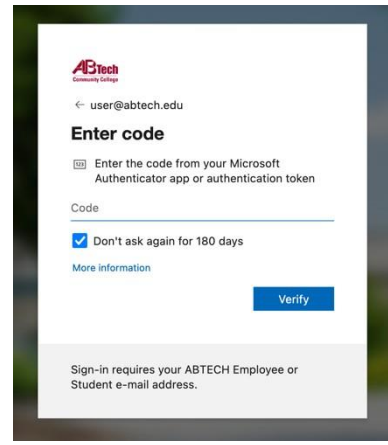 ABTech
Community College
← user@abtech.edu
Enter code
123 Enter the code from your Microsoft
Authenticator app or authentication token
Code
Don't ask again for 180 days
More information
Verify
Sign-in requires your ABTECH Employee or
Student e-mail address.